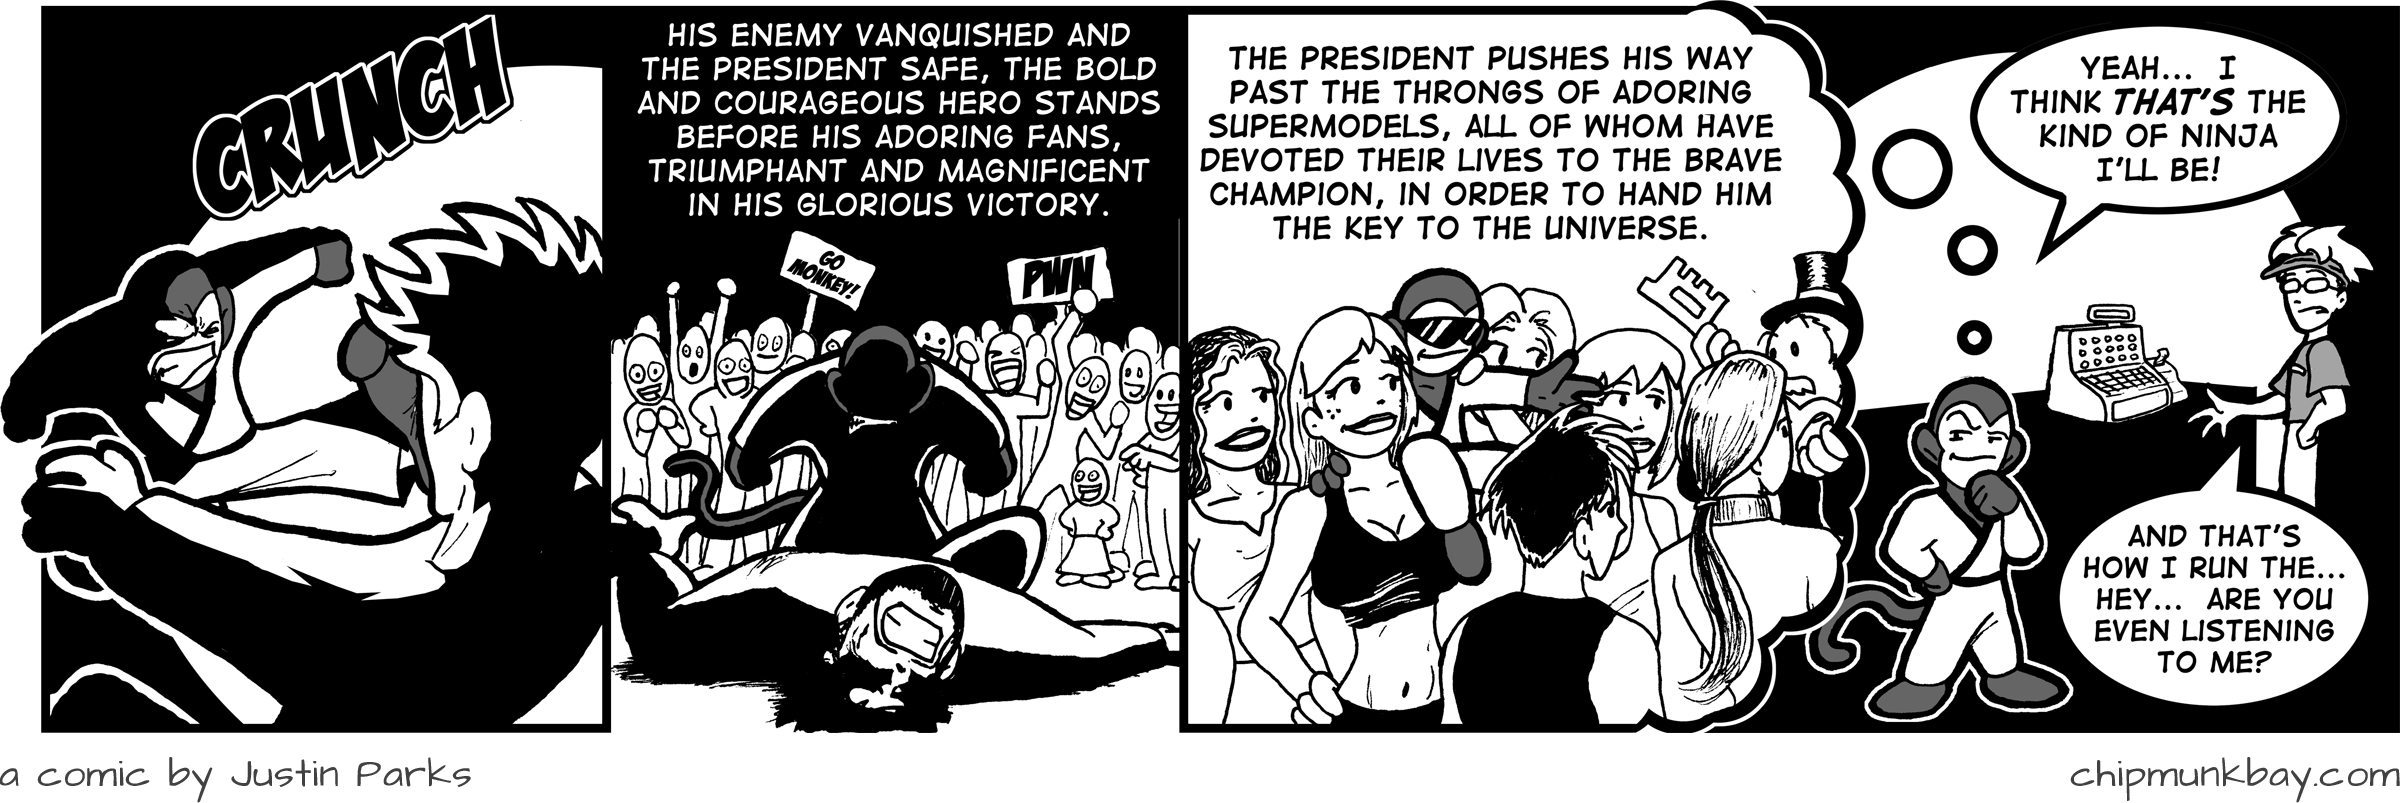 CRUNCH
HIS ENEMY VANQUISHED AND
THE PRESIDENT SAFE, THE BOLD
AND COURAGEOUS HERO STANDS
BEFORE HIS ADORING FANS,
TRIUMPHANT AND MAGNIFICENT
IN HIS GLORIOUS VICTORY.
GO
MONKEY!
PWN
THE PRESIDENT PUSHES HIS WAY
PAST THE THRONGS OF ADORING
SUPERMODELS, ALL OF WHOM HAVE
DEVOTED THEIR LIVES TO THE BRAVE
CHAMPION, IN ORDER TO HAND HIM
THE KEY TO THE UNIVERSE.
YEAH... I
THINK THAT'S THE
KIND OF NINJA
I'LL BE!
AND THAT'S
HOW I RUN THE...
HEY... ARE YOU
EVEN LISTENING
TO ME?
a comic by Justin Parks
chipmunkbay.com